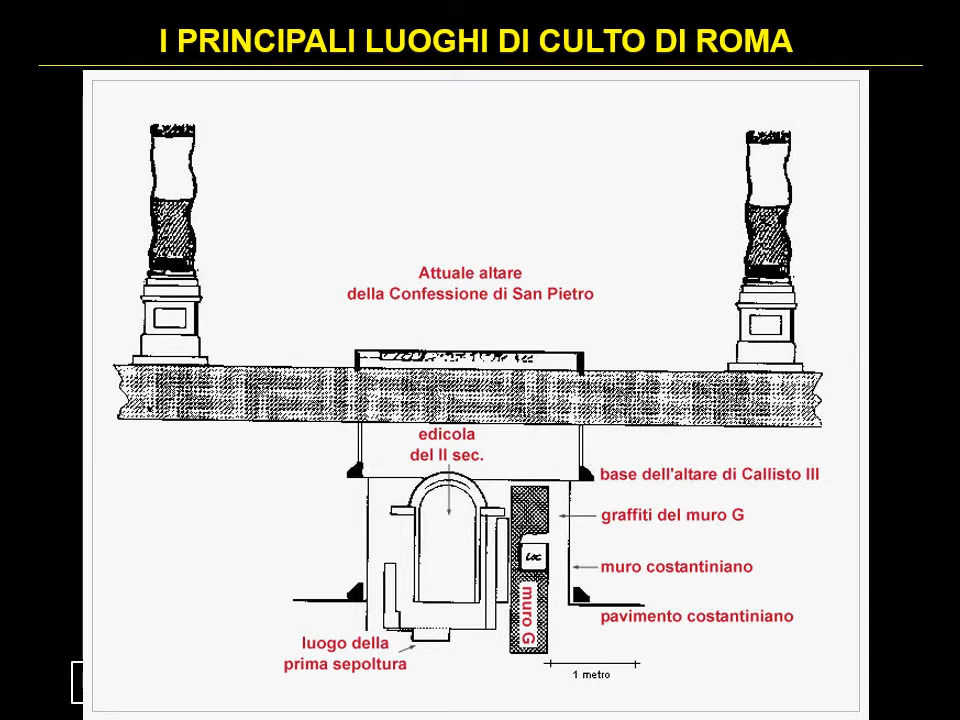 I PRINCIPALI LUOGHI DI CULTO DI ROMA
Attuale altare
della Confessione di San Pietro
edicola
del II sec.
base dell'altare di Callisto III
graffiti del muro G
muro costantiniano
muro G
pavimento costantiniano
luogo della
prima sepoltura
1 metro